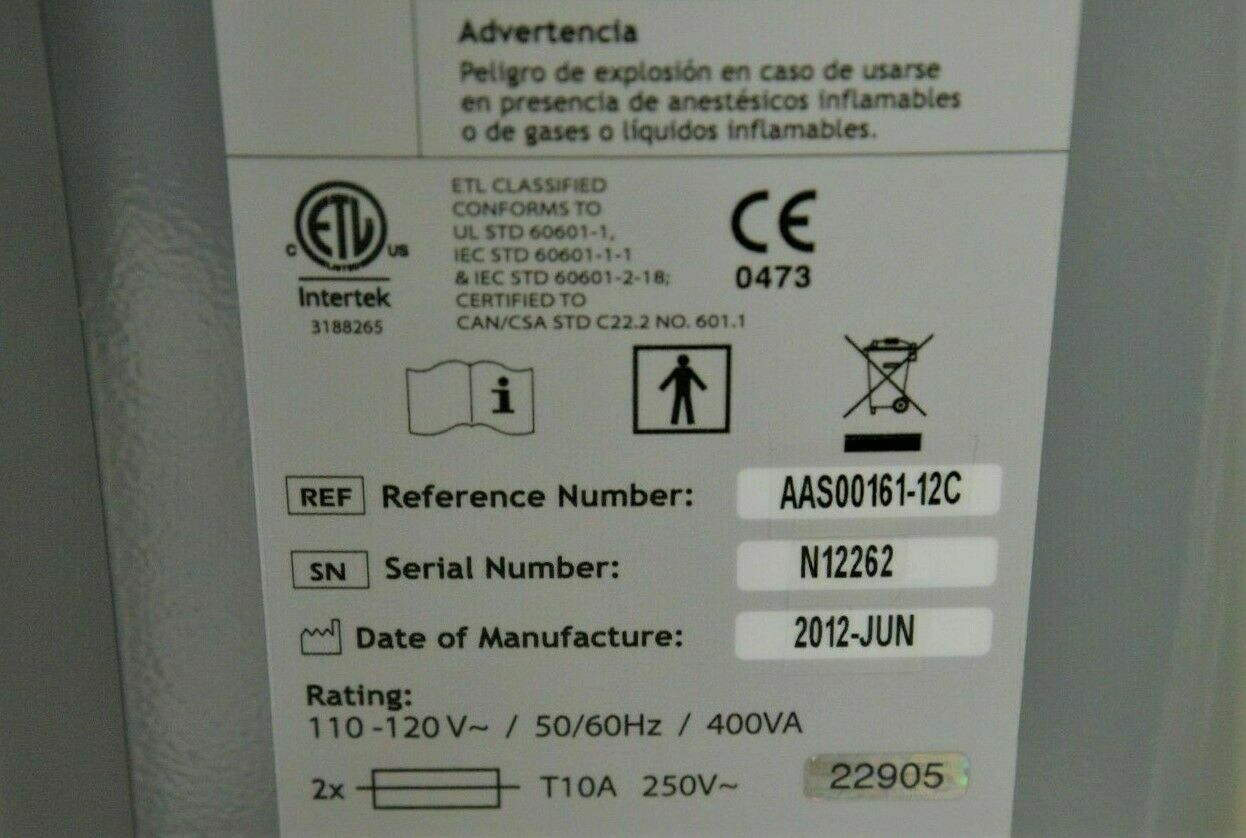 Advertencia
Peligro de explosión en caso de usarse
en presencia de anestésicos inflamables
o de gases o líquidos inflamables.
ETL CLASSIFIED
CONFORMS TO
UL STD 60601-1,
IEC STD 60601-1-1
& IEC STD 60601-2-18;
CERTIFIED TO
CAN/CSA STD C22.2 NO. 601.1
ETL
C US
LISTED
Intertek
3188265
CE
0473
i
REF Reference Number: AAS00161-12C
SN Serial Number: N12262
Date of Manufacture: 2012-JUN
Rating:
110-120V~ / 50/60Hz / 400VA
2x T10A 250V~ 22905